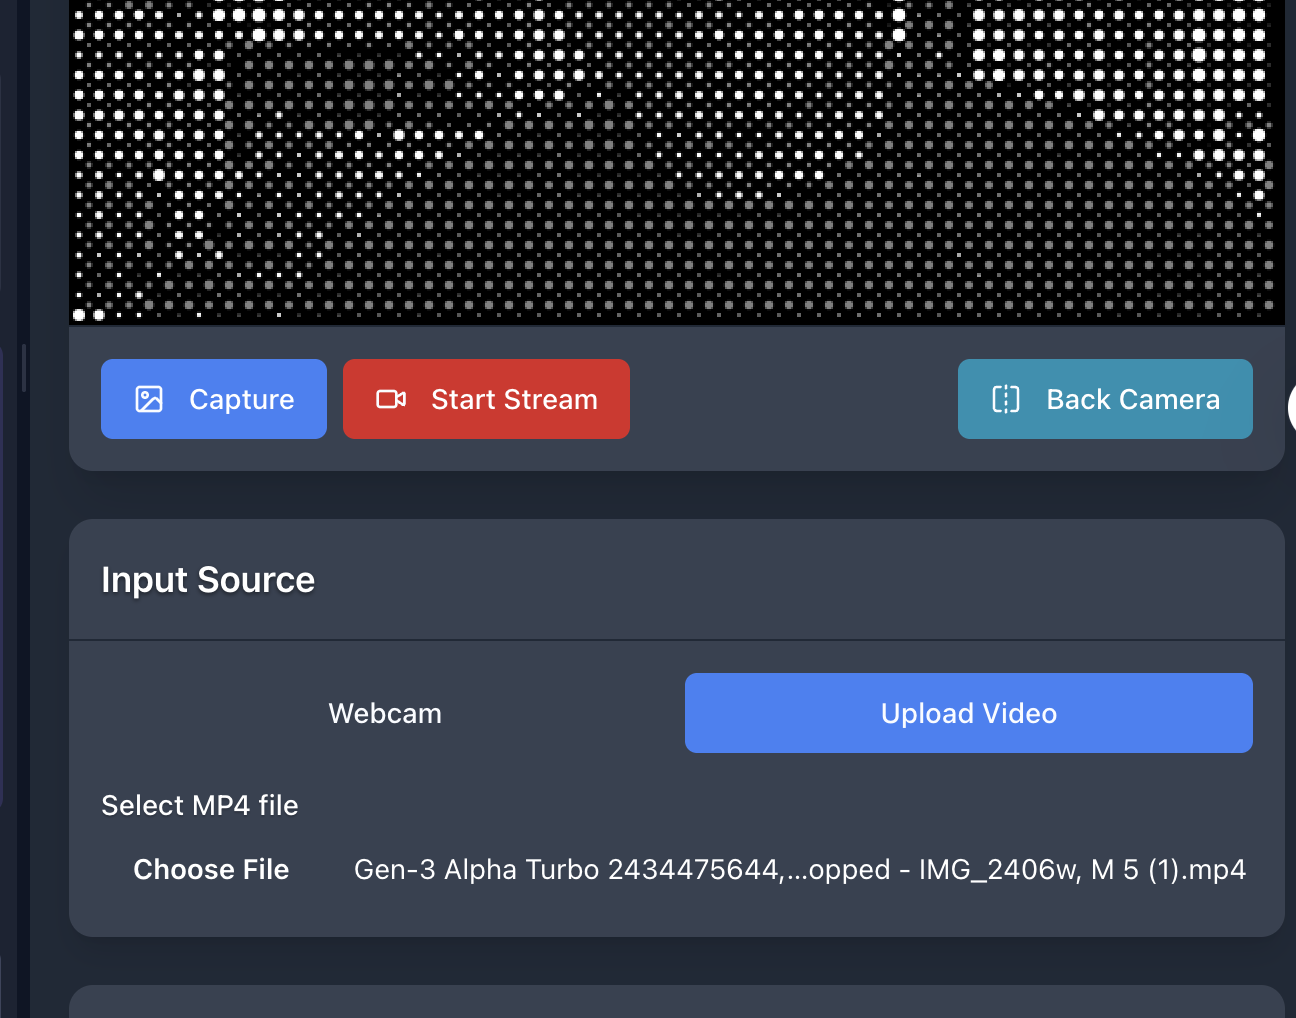 Capture
Start Stream
Back Camera
Input Source
Webcam
Upload Video
Select MP4 file
Choose File
Gen-3 Alpha Turbo 2434475644,...opped - IMG_2406w, M 5 (1).mp4